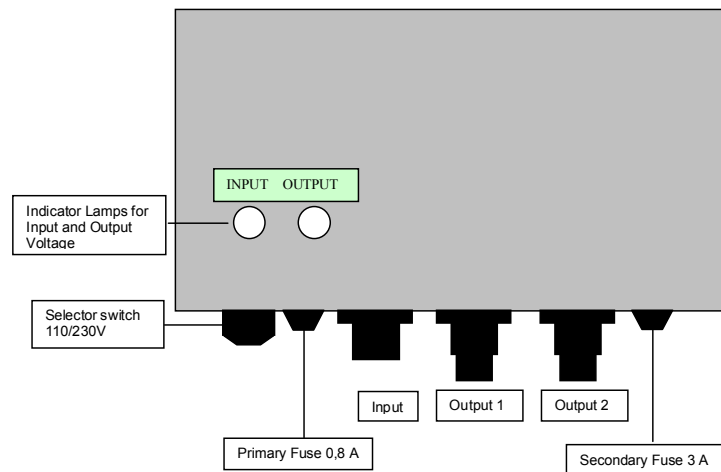 INPUT OUTPUT
Indicator Lamps for
Input and Output
Voltage
Selector switch
110/230V
Input
Output 1
Output 2
Primary Fuse 0,8 A
Secondary Fuse 3 A